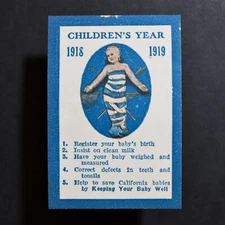 CHILDREN'S YEAR
1918 1919
1. Register your baby's birth
2. Insist on clean milk
3. Have your baby weighed and
measured
4. Correct defects in teeth and
tonsils
5. Help to save California babies
by Keeping Your Baby Well